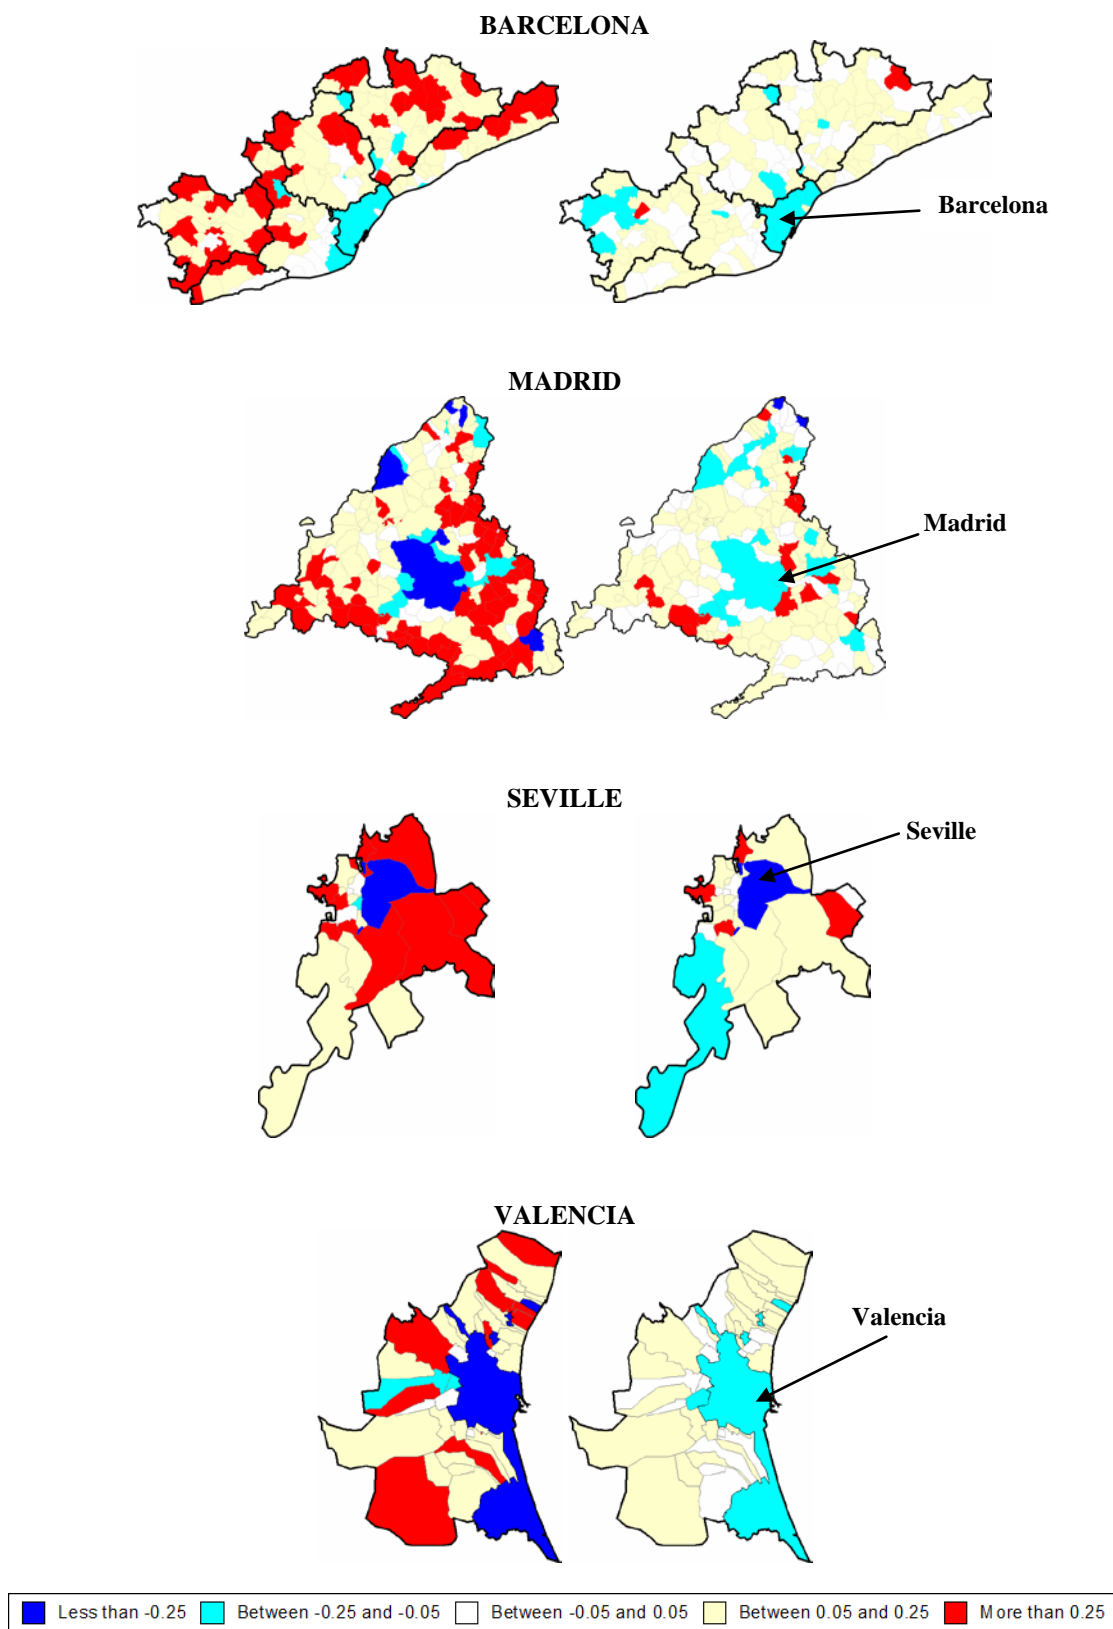 BARCELONA
Barcelona
MADRID
Madrid
SEVILLE
Seville
VALENCIA
Valencia
Less than -0.25 Between -0.25 and -0.05 Between -0.05 and 0.05 Between 0.05 and 0.25 More than 0.25